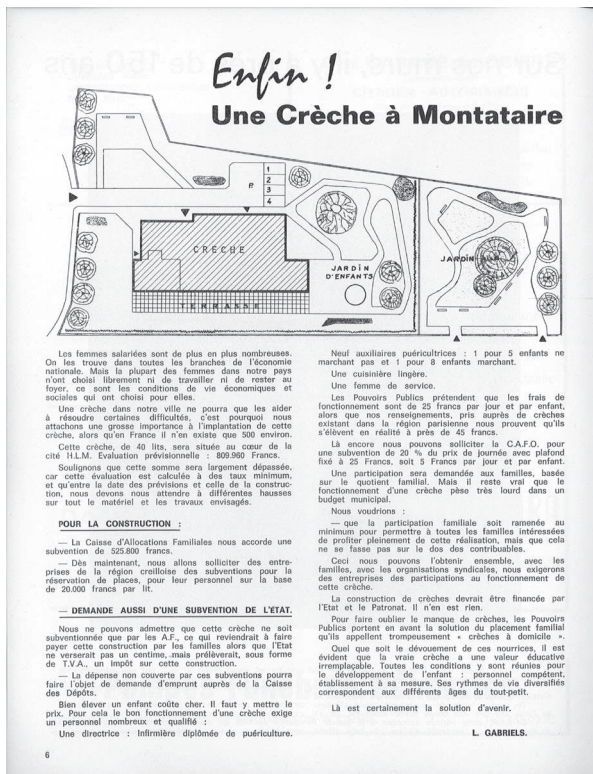 Enfin !
Une Crèche à Montataire
P
1
2
3
4
CRECHE
JARDIN
D'ENFANTS
TERRASSE
Les femmes salariées sont de plus en plus nombreuses.
On les trouve dans toutes les branches de l'économie
nationale. Mais la plupart des femmes dans notre pays
n'ont choisi librement ni de travailler ni de rester au
foyer, ce sont les conditions de vie économiques et
sociales qui ont choisi pour elles.
Une crèche dans notre ville ne pourra que les aider
à résoudre certaines difficultés, c'est pourquoi nous
attachons une grosse importance à l'implantation de cette
crèche, alors qu'en France il n'en existe que 500 environ.
Cette crèche, de 40 lits, sera située au cœur de la
cité H.L.M. Evaluation prévisionnelle : 809.960 Francs.
Soulignons que cette somme sera largement dépassée,
car cette évaluation est calculée à des taux minimum,
et qu'entre la date des prévisions et celle de la construc-
tion, nous devons nous attendre à différentes hausses
sur tout le matériel et les travaux envisagés.
POUR LA CONSTRUCTION :
— La Caisse d'Allocations Familiales nous accorde une
subvention de 525.800 francs.
— Dès maintenant, nous allons solliciter des entre-
prises de la région creilloise des subventions pour la
réservation de places, pour leur personnel sur la base
de 20.000 francs par lit.
— DEMANDE AUSSI D'UNE SUBVENTION DE L'ÉTAT.
Nous ne pouvons admettre que cette crèche ne soit
subventionnée que par les A.F., ce qui reviendrait à faire
payer cette construction par les familles alors que l'Etat
ne verserait pas un centime, mais prélèverait, sous forme
de T.V.A., un impôt sur cette construction.
— La dépense non couverte par ces subventions pourra
faire l'objet de demande d'emprunt auprès de la Caisse
des Dépôts.
Bien élever un enfant coûte cher. Il faut y mettre le
prix. Pour cela le bon fonctionnement d'une crèche exige
un personnel nombreux et qualifié :
Une directrice : Infirmière diplômée de puériculture.
Neuf auxiliaires puéricultrices : 1 pour 5 enfants ne
marchant pas et 1 pour 8 enfants marchant.
Une cuisinière lingère.
Une femme de service.
Les Pouvoirs Publics prétendent que les frais de
fonctionnement sont de 25 francs par jour et par enfant,
alors que nos renseignements, pris auprès de crèches
existant dans la région parisienne nous prouvent qu'ils
s'élèvent en réalité à près de 45 francs.
Là encore nous pouvons solliciter la C.A.F.O. pour
une subvention de 20 % du prix de journée avec plafond
fixé à 25 Francs, soit 5 Francs par jour et par enfant.
Une participation sera demandée aux familles, basée
sur le quotient familial. Mais il reste vrai que le
fonctionnement d'une crèche pèse très lourd dans un
budget municipal.
Nous voudrions :
— que la participation familiale soit ramenée au
minimum pour permettre à toutes les familles intéressées
de profiter pleinement de cette réalisation, mais que cela
ne se fasse pas sur le dos des contribuables.
Ceci nous pouvons l'obtenir ensemble, avec les
familles, avec les organisations syndicales, nous exigerons
des entreprises des participations au fonctionnement de
cette crèche.
La construction de crèches devrait être financée par
l'Etat et le Patronat. Il n'en est rien.
Pour faire oublier le manque de crèches, les Pouvoirs
Publics portent en avant la solution du placement familial
qu'ils appellent trompeusement « crèches à domicile ».
Quel que soit le dévouement de ces nourrices, il est
évident que la vraie crèche a une valeur éducative
irremplaçable. Toutes les conditions y sont réunies pour
le développement de l'enfant : personnel compétent,
établissement à sa mesure. Ses rythmes de vie diversifiés
correspondent aux différents âges du tout-petit.
Là est certainement la solution d'avenir.
L. GABRIELS.
6